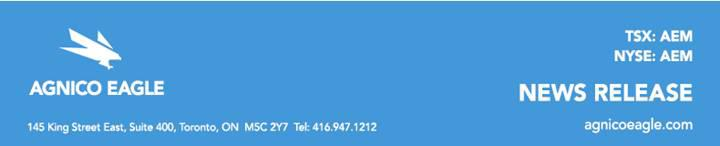 TSX: AEM
NYSE: AEM
AGNICO EAGLE
NEWS RELEASE
145 King Street East, Suite 400, Toronto, ON M5C 2Y7 Tel: 416.947.1212
agnicoeagle.com